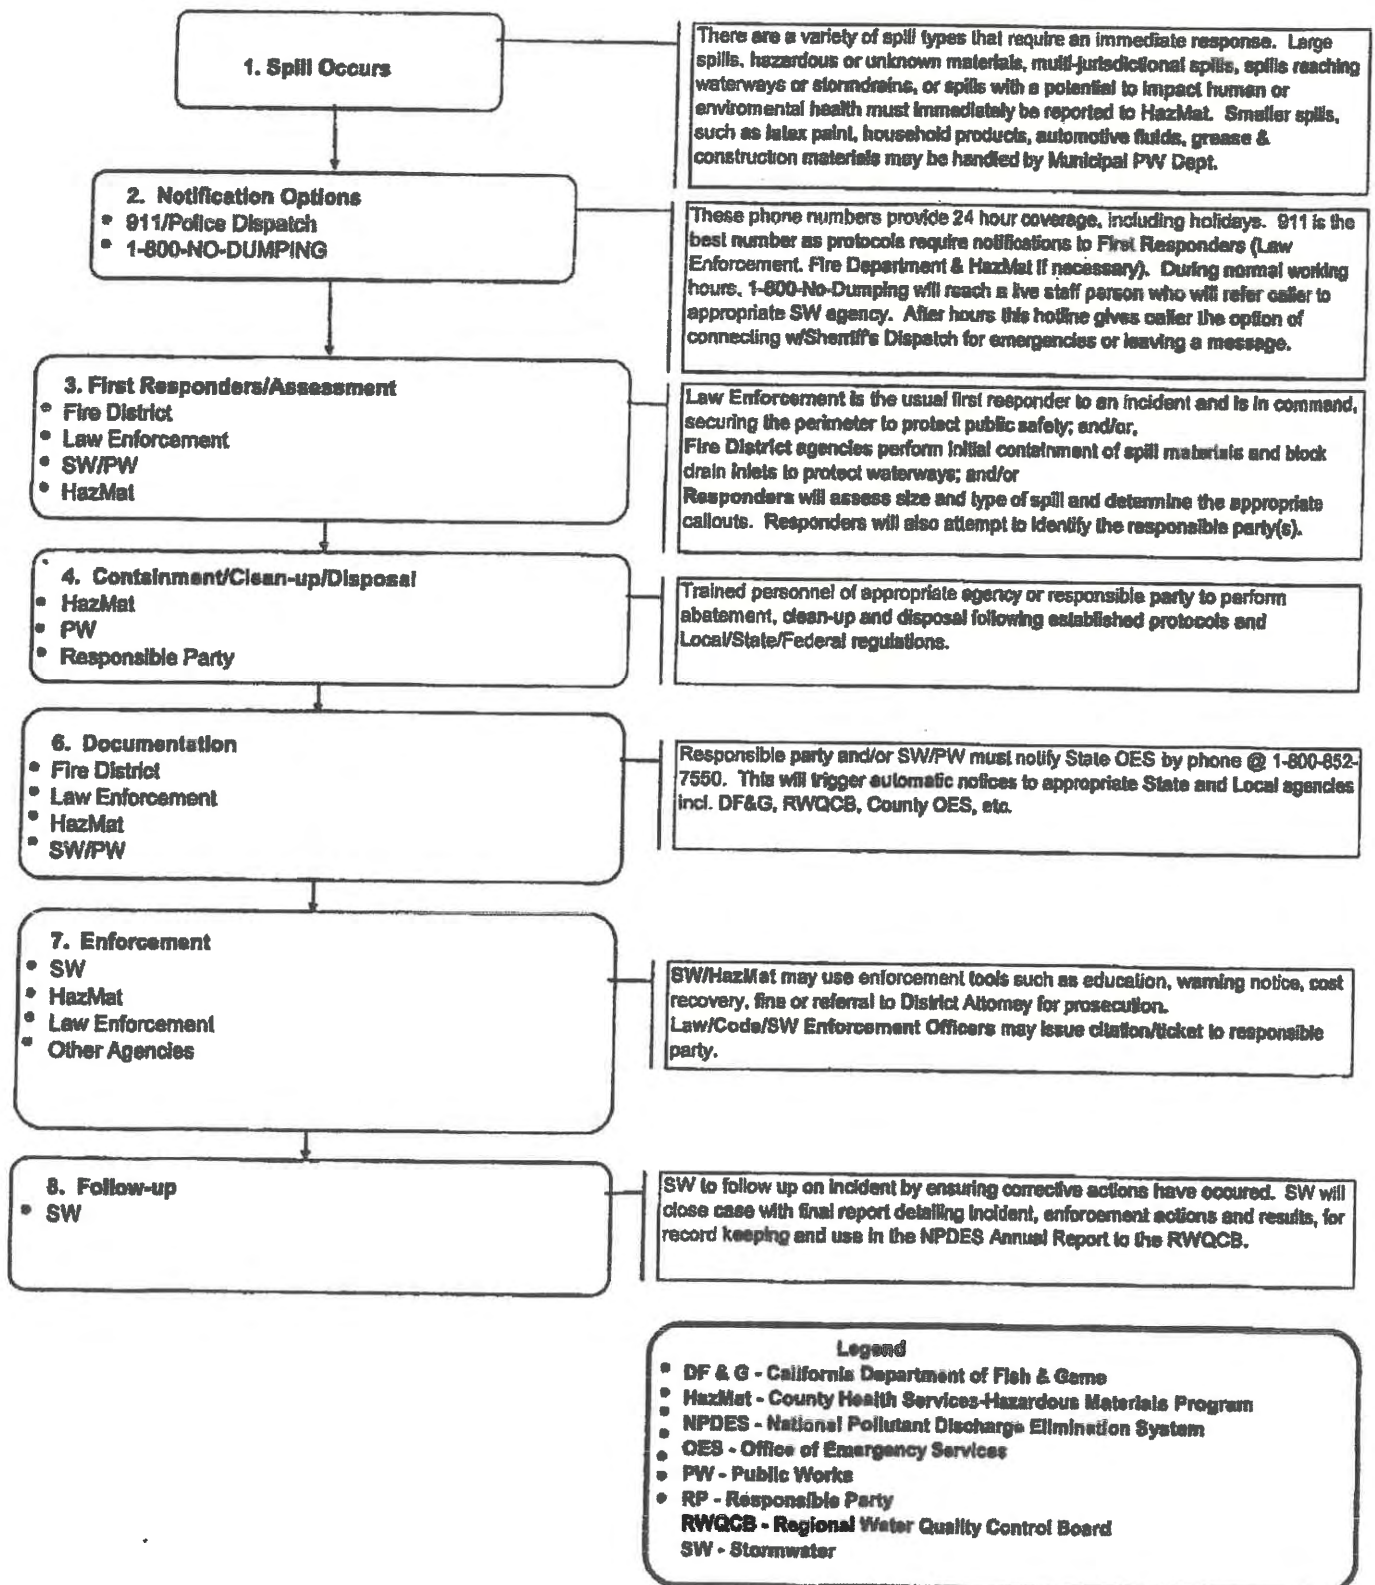 1. Spill Occurs
There are a variety of spill types that require an immediate response. Large
spills, hazardous or unknown materials, multi-jurisdictional spills, spills reaching
waterways or stormdrains, or spills with a potential to impact human or
enviromental health must immediately be reported to HazMat. Smaller spills,
such as latex paint, household products, automotive fluids, grease &
construction materials may be handled by Municipal PW Dept.
2. Notification Options
• 911/Police Dispatch
• 1-800-NO-DUMPING
These phone numbers provide 24 hour coverage, including holidays. 911 is the
best number as protocols require notifications to First Responders (Law
Enforcement. Fire Department & HazMat if necessary). During normal working
hours, 1-800-No-Dumping will reach a live staff person who will refer caller to
appropriate SW agency. After hours this hotline gives caller the option of
connecting w/Sherriff's Dispatch for emergencies or leaving a message.
3. First Responders/Assessment
• Fire District
• Law Enforcement
• SW/PW
• HazMat
Law Enforcement is the usual first responder to an incident and is in command,
securing the perimeter to protect public safety; and/or,
Fire District agencies perform initial containment of spill materials and block
drain inlets to protect waterways; and/or
Responders will assess size and type of spill and determine the appropriate
callouts. Responders will also attempt to identify the responsible party(s).
4. Containment/Clean-up/Disposal
• HazMat
• PW
• Responsible Party
Trained personnel of appropriate agency or responsible party to perform
abatement, clean-up and disposal following established protocols and
Local/State/Federal regulations.
6. Documentation
• Fire District
• Law Enforcement
• HazMat
• SW/PW
Responsible party and/or SW/PW must notify State OES by phone @ 1-800-852-
7550. This will trigger automatic notices to appropriate State and Local agencies
incl. DF&G, RWQCB, County OES, etc.
7. Enforcement
• SW
• HazMat
• Law Enforcement
• Other Agencies
SW/HazMat may use enforcement tools such as education, warning notice, cost
recovery, fine or referral to District Attorney for prosecution.
Law/Code/SW Enforcement Officers may issue citation/ticket to responsible
party.
8. Follow-up
• SW
SW to follow up on incident by ensuring corrective actions have occured. SW will
close case with final report detailing incident, enforcement actions and results, for
record keeping and use in the NPDES Annual Report to the RWQCB.
Legend
• DF & G - California Department of Fish & Game
• HazMat - County Health Services-Hazardous Materials Program
• NPDES - National Pollutant Discharge Elimination System
• OES - Office of Emergency Services
• PW - Public Works
• RP - Responsible Party
RWQCB - Regional Water Quality Control Board
SW - Stormwater